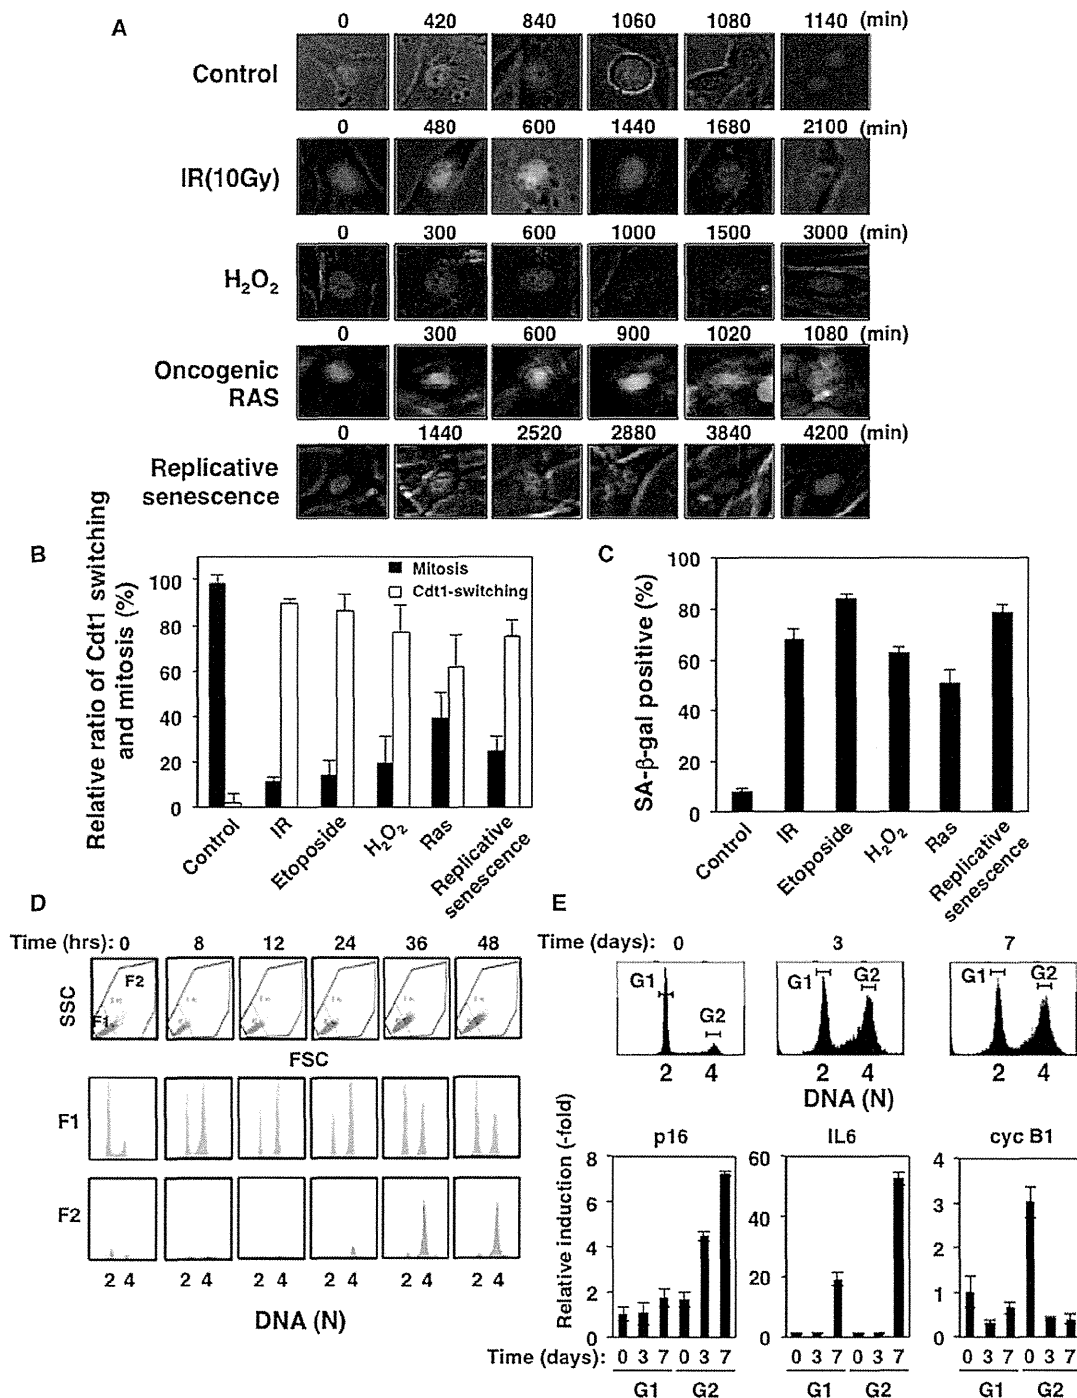 A
0 420 840 1060 1080 1140 (min)
Control
0 480 600 1440 1680 2100 (min)
IR(10Gy)
0 300 600 1000 1500 3000 (min)
H₂O₂
0 300 600 900 1020 1080 (min)
Oncogenic
RAS
0 1440 2520 2880 3840 4200 (min)
Replicative
senescence
B
Relative ratio of Cdt1 switching
and mitosis (%)
100
80
60
40
20
0
Mitosis
Cdt1-switching
Control
IR
Etoposide
H₂O₂
Ras
Replicative
senescence
C
SA-β-gal positive (%)
100
80
60
40
20
0
Control
IR
Etoposide
H₂O₂
Ras
Replicative
senescence
D
Time (hrs): 0 8 12 24 36 48
SSC
F2
F1
FSC
F1
F2
2 4 2 4 2 4 2 4 2 4 2 4
DNA (N)
E
Time (days): 0 3 7
G1 G2 G1 G2 G1 G2
2 4 2 4 2 4
DNA (N)
p16 IL6 cyc B1
Relative induction (-fold)
8
6
4
2
0
60
40
20
0
4
3
2
1
0
Time (days): 0 3 7 0 3 7 0 3 7 0 3 7 0 3 7 0 3 7
G1 G2 G1 G2 G1 G2